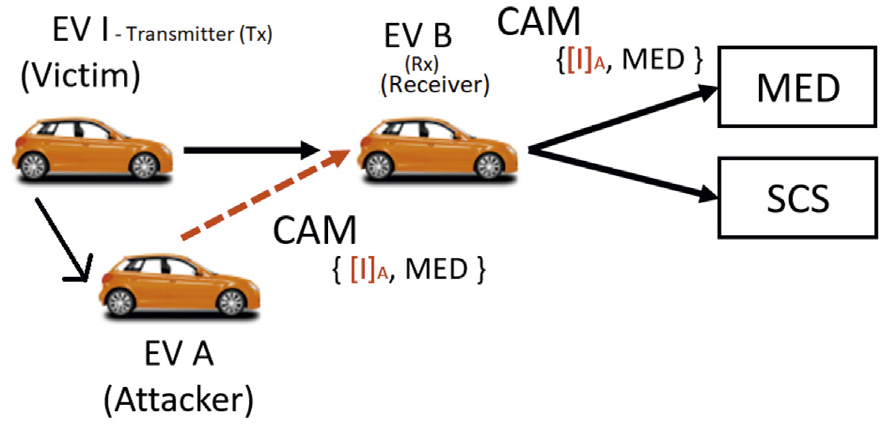 EV I - Transmitter (Tx)
(Victim)
EV B
(Rx)
(Receiver)
CAM
{[I]A, MED }
MED
SCS
CAM
{ [I]A, MED }
EV A
(Attacker)